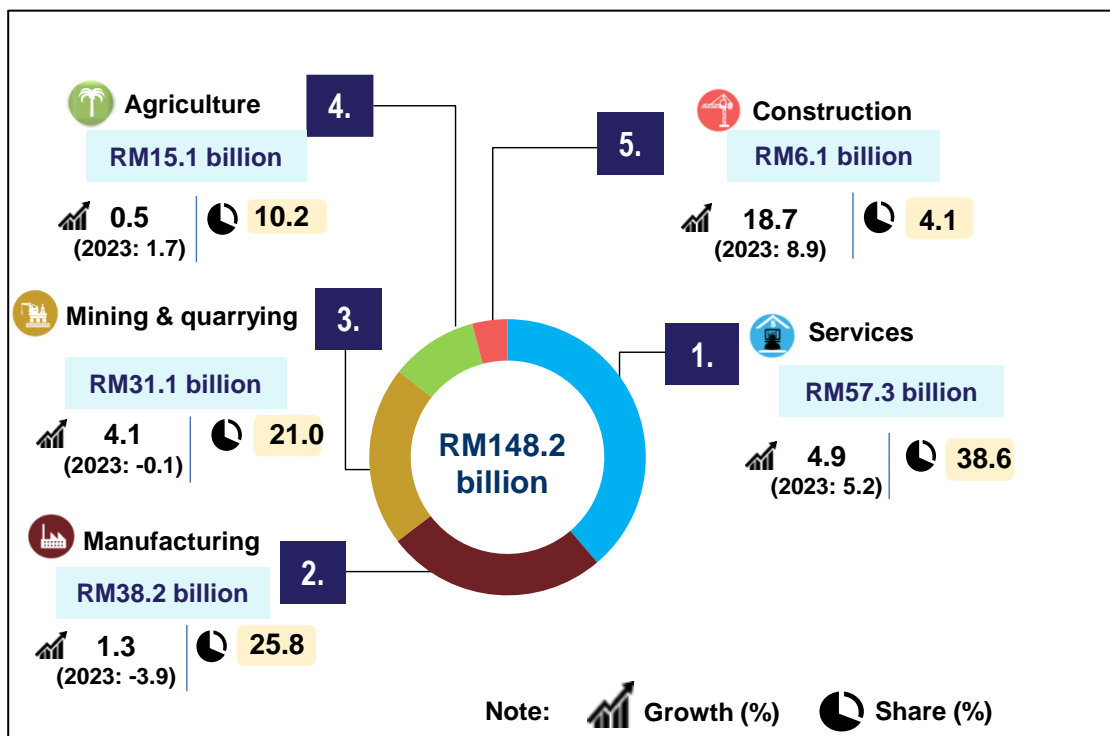 4.
Agriculture
RM15.1 billion
0.5
(2023: 1.7)
10.2
5.
Construction
RM6.1 billion
18.7
(2023: 8.9)
4.1
3.
Mining & quarrying
RM31.1 billion
4.1
(2023: -0.1)
21.0
1.
Services
RM57.3 billion
4.9
(2023: 5.2)
38.6
RM148.2
billion
2.
Manufacturing
RM38.2 billion
1.3
(2023: -3.9)
25.8
Note: Growth (%) Share (%)